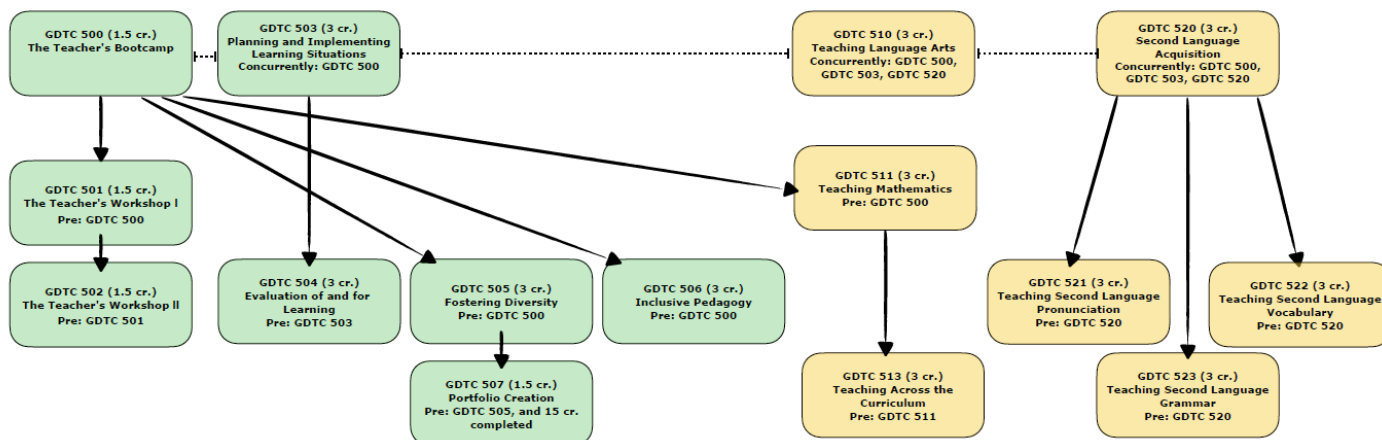 GDTC 500 (1.5 cr.)
The Teacher's Bootcamp
GDTC 503 (3 cr.)
Planning and Implementing
Learning Situations
Concurrently: GDTC 500
GDTC 510 (3 cr.)
Teaching Language Arts
Concurrently: GDTC 500,
GDTC 503, GDTC 520
GDTC 520 (3 cr.)
Second Language
Acquisition
Concurrently: GDTC 500,
GDTC 503, GDTC 520
GDTC 501 (1.5 cr.)
The Teacher's Workshop l
Pre: GDTC 500
GDTC 511 (3 cr.)
Teaching Mathematics
Pre: GDTC 500
GDTC 502 (1.5 cr.)
The Teacher's Workshop ll
Pre: GDTC 501
GDTC 504 (3 cr.)
Evaluation of and for
Learning
Pre: GDTC 503
GDTC 505 (3 cr.)
Fostering Diversity
Pre: GDTC 500
GDTC 506 (3 cr.)
Inclusive Pedagogy
Pre: GDTC 500
GDTC 521 (3 cr.)
Teaching Second Language
Pronunciation
Pre: GDTC 520
GDTC 522 (3 cr.)
Teaching Second Language
Vocabulary
Pre: GDTC 520
GDTC 507 (1.5 cr.)
Portfolio Creation
Pre: GDTC 505, and 15 cr.
completed
GDTC 513 (3 cr.)
Teaching Across the
Curriculum
Pre: GDTC 511
GDTC 523 (3 cr.)
Teaching Second Language
Grammar
Pre: GDTC 520